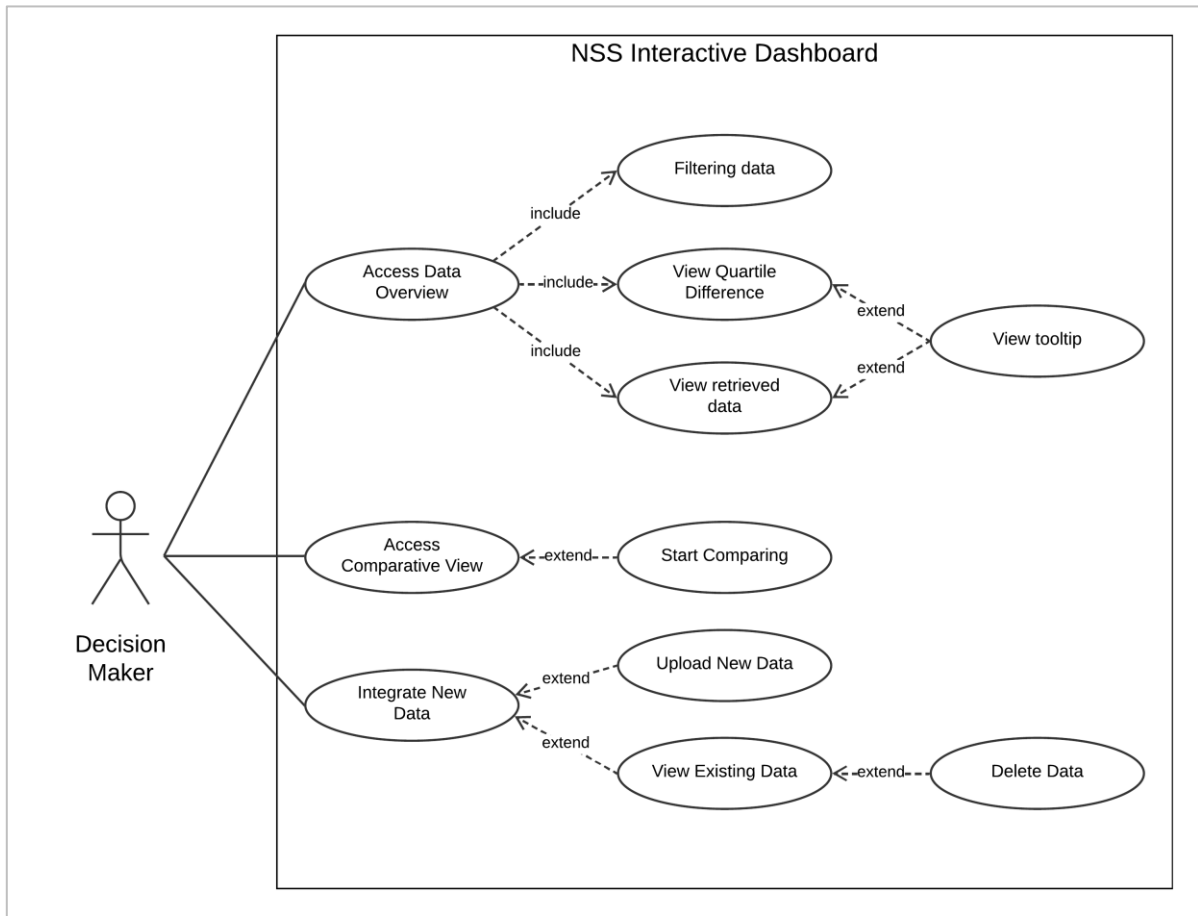 NSS Interactive Dashboard
Filtering data
include
Access Data
Overview
include
View Quartile
Difference
extend
View tooltip
include
extend
View retrieved
data
Access
Comparative View
extend
Start Comparing
Decision
Maker
Upload New Data
extend
Integrate New
Data
extend
View Existing Data
extend
Delete Data